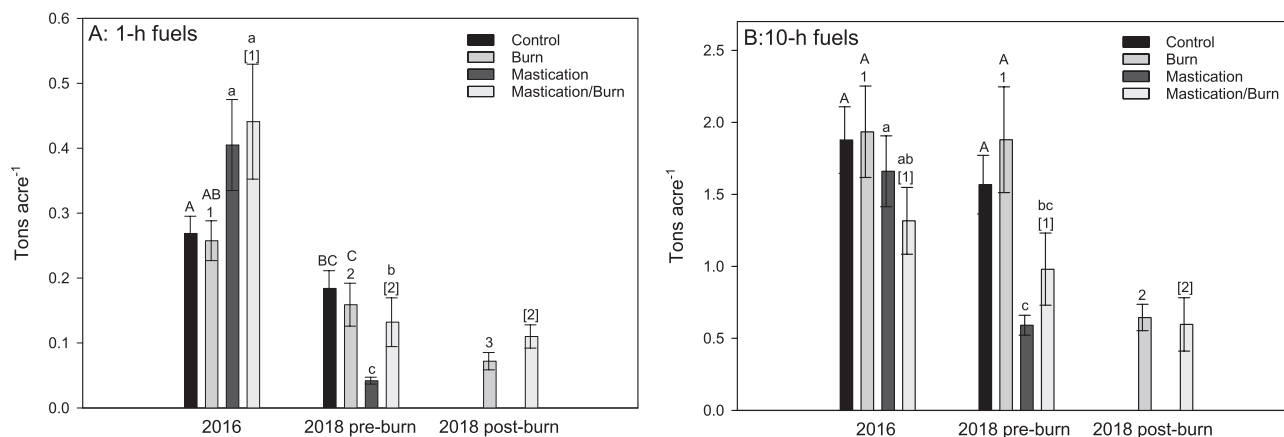 A: 1-h fuels
Control
Burn
Mastication
Mastication/Burn
Tons acre⁻¹
0.6
0.5
0.4
0.3
0.2
0.1
0.0
A
AB
1
a
a
[1]
BC
C
2
c
b
[2]
3
[2]
2016
2018 pre-burn
2018 post-burn
B:10-h fuels
Control
Burn
Mastication
Mastication/Burn
Tons acre⁻¹
2.5
2.0
1.5
1.0
0.5
0.0
A
A
1
a
ab
[1]
A
A
1
c
bc
[1]
2
[2]
2016
2018 pre-burn
2018 post-burn